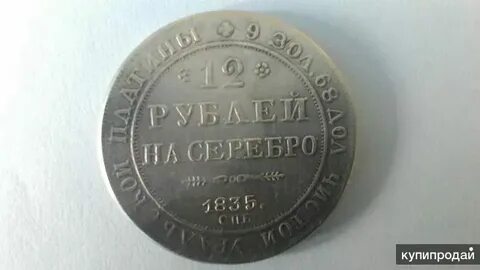 9 ЗОЛ. 68 ДОЛ. ЧИСТОЙ УРАЛЬСКОЙ ПЛАТИНЫ
12
РУБЛЕЙ
НА СЕРЕБРО
1835.
СПБ
купипродай